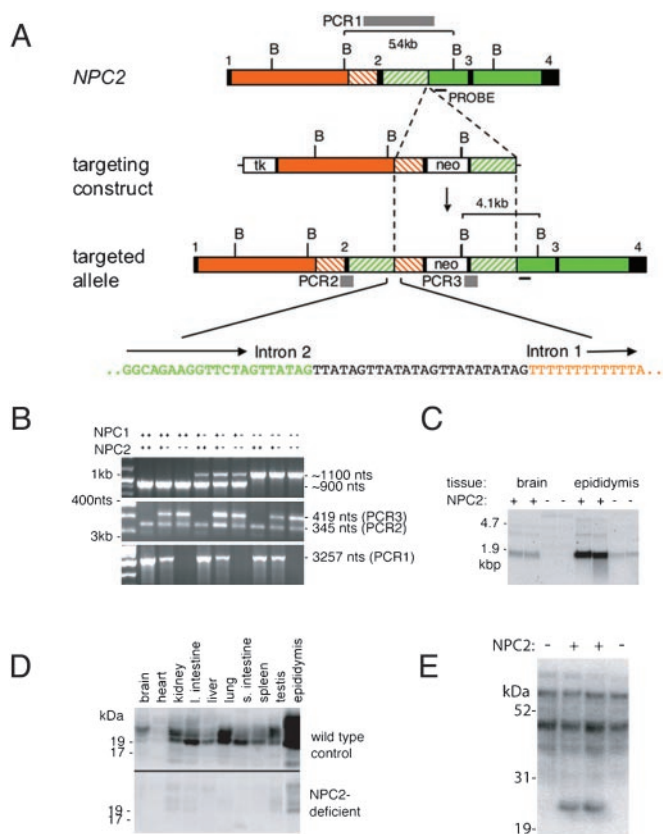 A
PCR1
5.4kb
1 B B 2 B 3 B 4
NPC2
PROBE
B B B
targeting construct
tk neo
4.1kb
1 B B 2 B B 3 4
targeted allele
neo
PCR2 PCR3
Intron 2 Intron 1
..GGCAGAAGGTTCTAGTTATAGTTATAGTTATATAGTTATATATAGTTTTTTTTTTTTA..
B
NPC1 ++ ++ ++ +- +- +- -- -- --
NPC2 ++ +- -- ++ +- -- ++ +- --
1kb
~1100 nts
~900 nts
400nts
419 nts (PCR3)
345 nts (PCR2)
3kb
3257 nts (PCR1)
C
tissue: brain epididymis
NPC2: + + - - + + - -
4.7
1.9
kbp
D
brain
heart
kidney
l. intestine
liver
lung
s. intestine
spleen
testis
epididymis
kDa
19
17
wild type control
NPC2-deficient
19
17
E
NPC2: - + + -
kDa
52
31
19